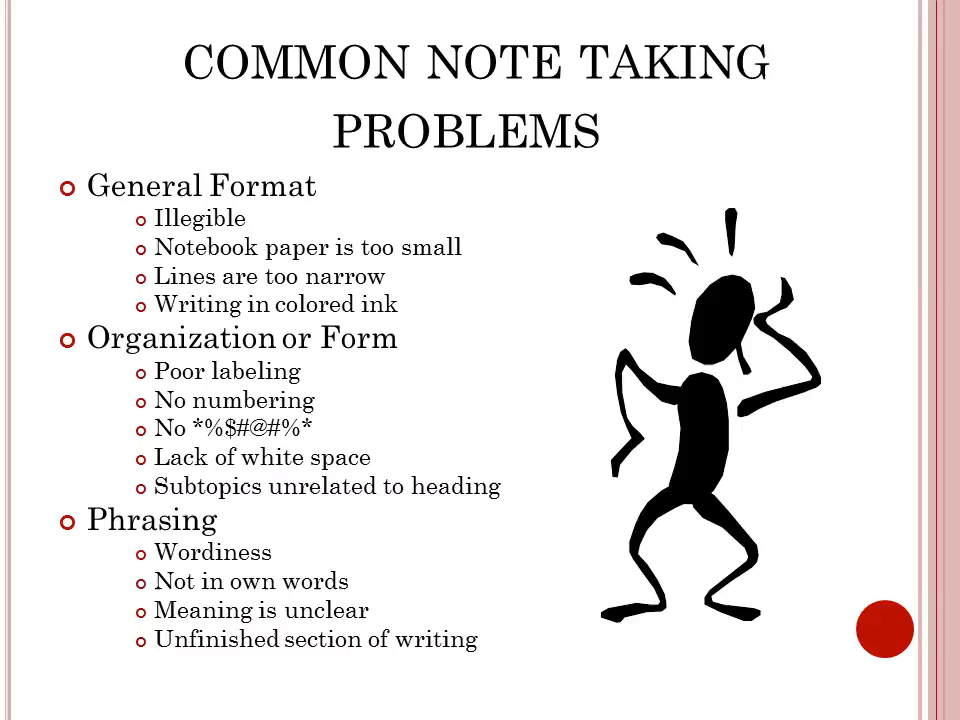 COMMON NOTE TAKING
PROBLEMS
General Format
Illegible
Notebook paper is too small
Lines are too narrow
Writing in colored ink
Organization or Form
Poor labeling
No numbering
No *%$#@#%*
Lack of white space
Subtopics unrelated to heading
Phrasing
Wordiness
Not in own words
Meaning is unclear
Unfinished section of writing